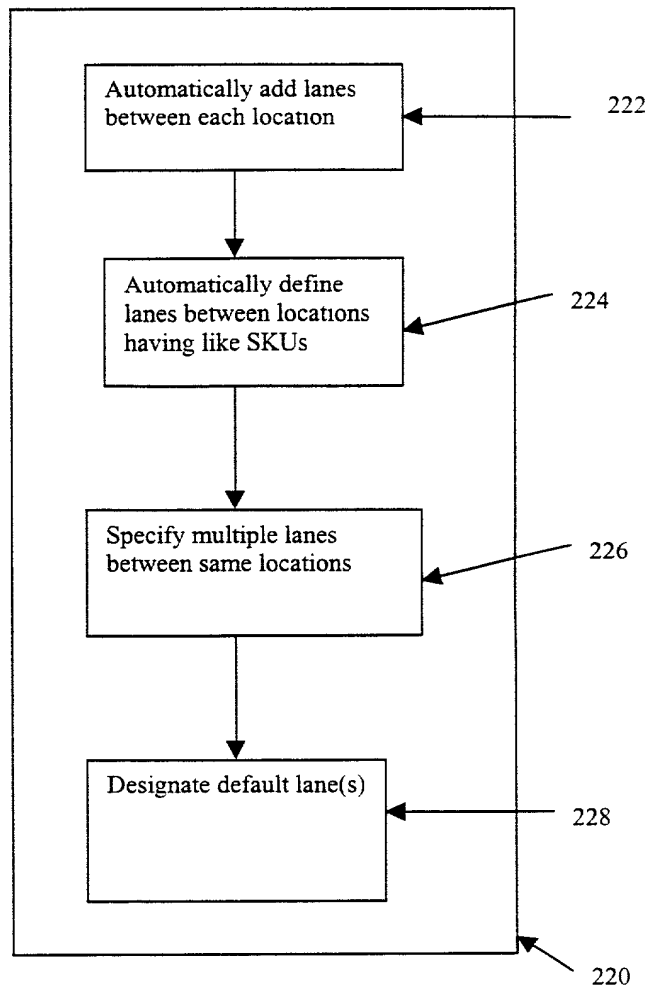 Automatically add lanes
between each location
222
Automatically define
lanes between locations
having like SKUs
224
Specify multiple lanes
between same locations
226
Designate default lane(s)
228
220